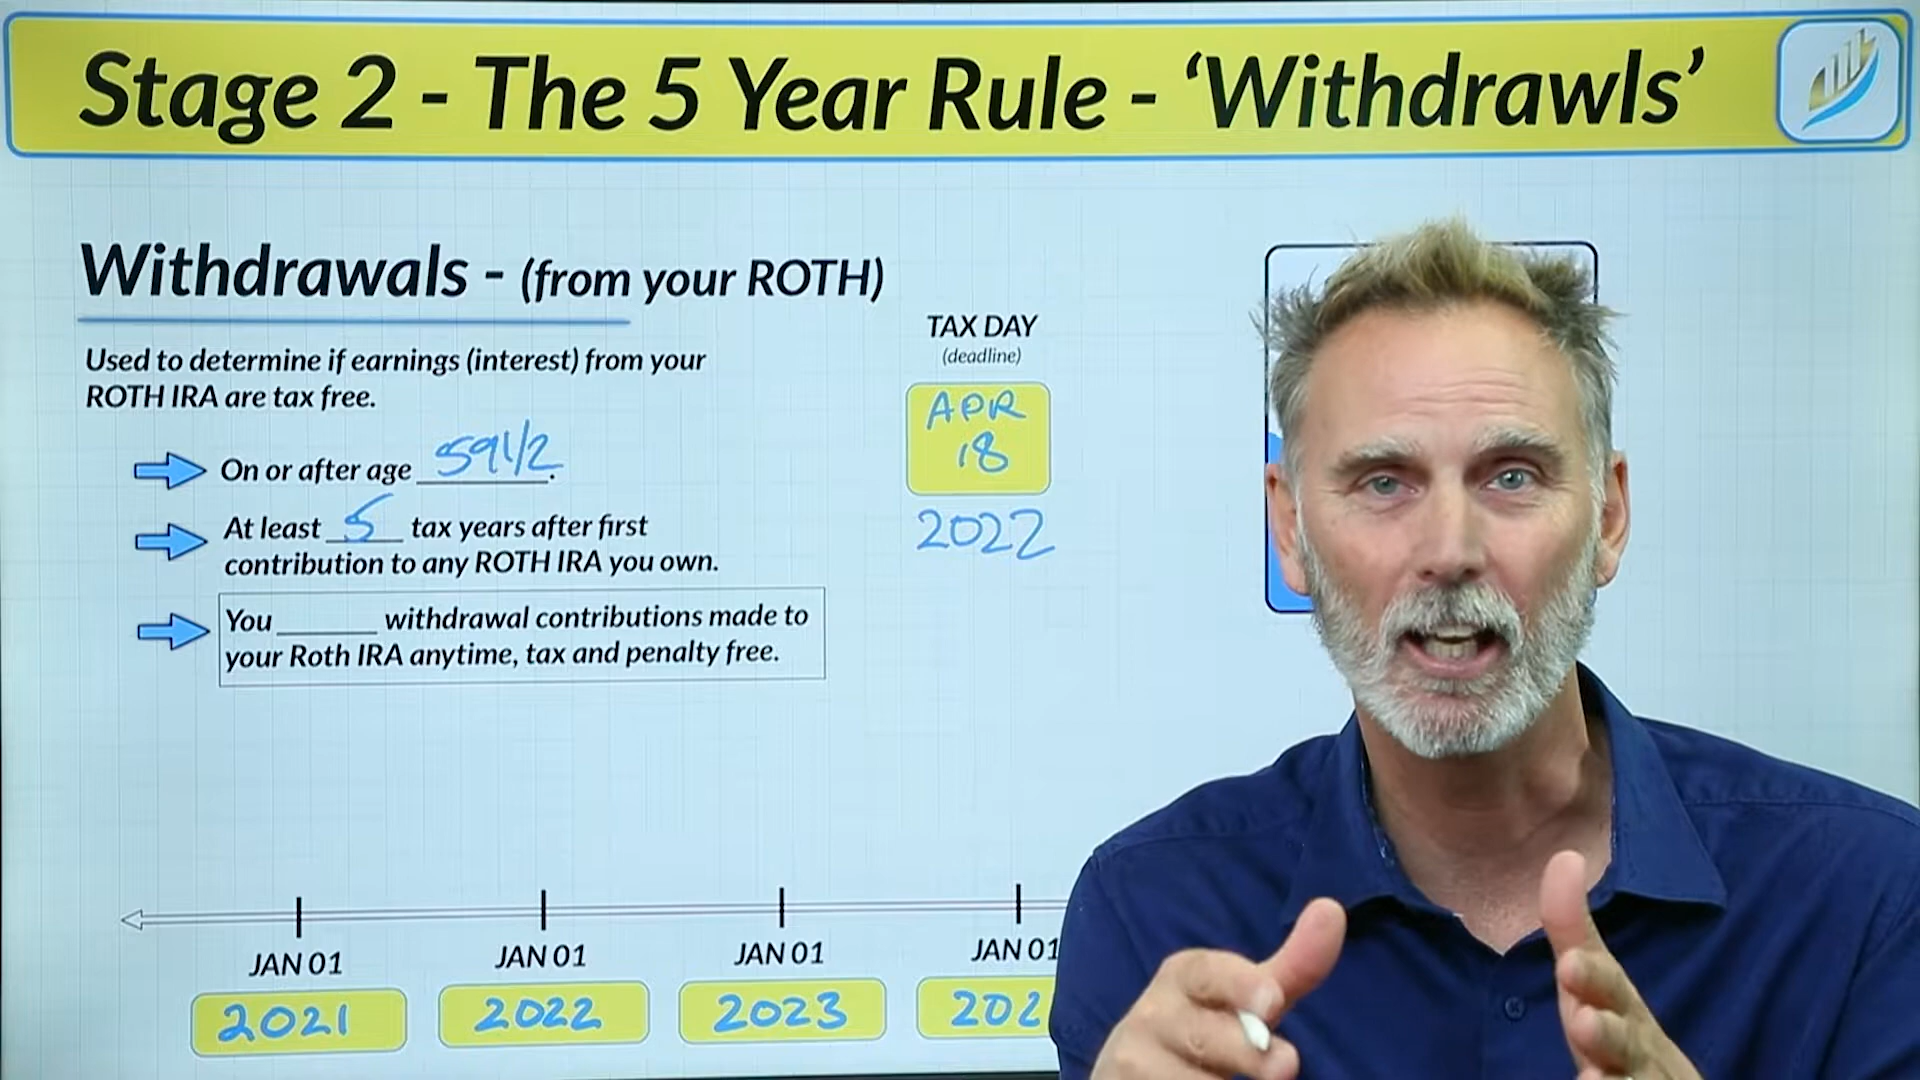 Stage 2 - The 5 Year Rule - ‘Withdrawls’
Withdrawals - (from your ROTH)
Used to determine if earnings (interest) from your
ROTH IRA are tax free.
On or after age 59 1/2.
At least 5 tax years after first
contribution to any ROTH IRA you own.
You ______ withdrawal contributions made to
your Roth IRA anytime, tax and penalty free.
TAX DAY
(deadline)
APR
18
2022
JAN 01 JAN 01 JAN 01 JAN 01
2021 2022 2023 202